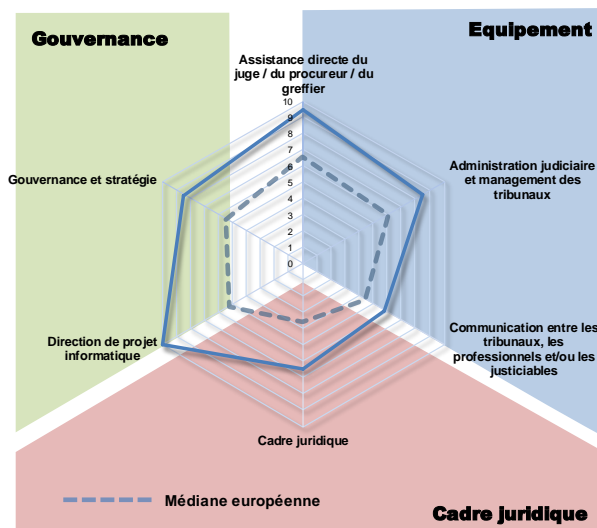 Gouvernance
Equipement
Assistance directe du
juge / du procureur / du
greffier
10
9
8
7
6
5
4
3
2
1
0
Gouvernance et stratégie
Administration judiciaire
et management des
tribunaux
Direction de projet
informatique
Communication entre les
tribunaux, les
professionnels et/ou les
justiciables
Cadre juridique
Médiane européenne
Cadre juridique